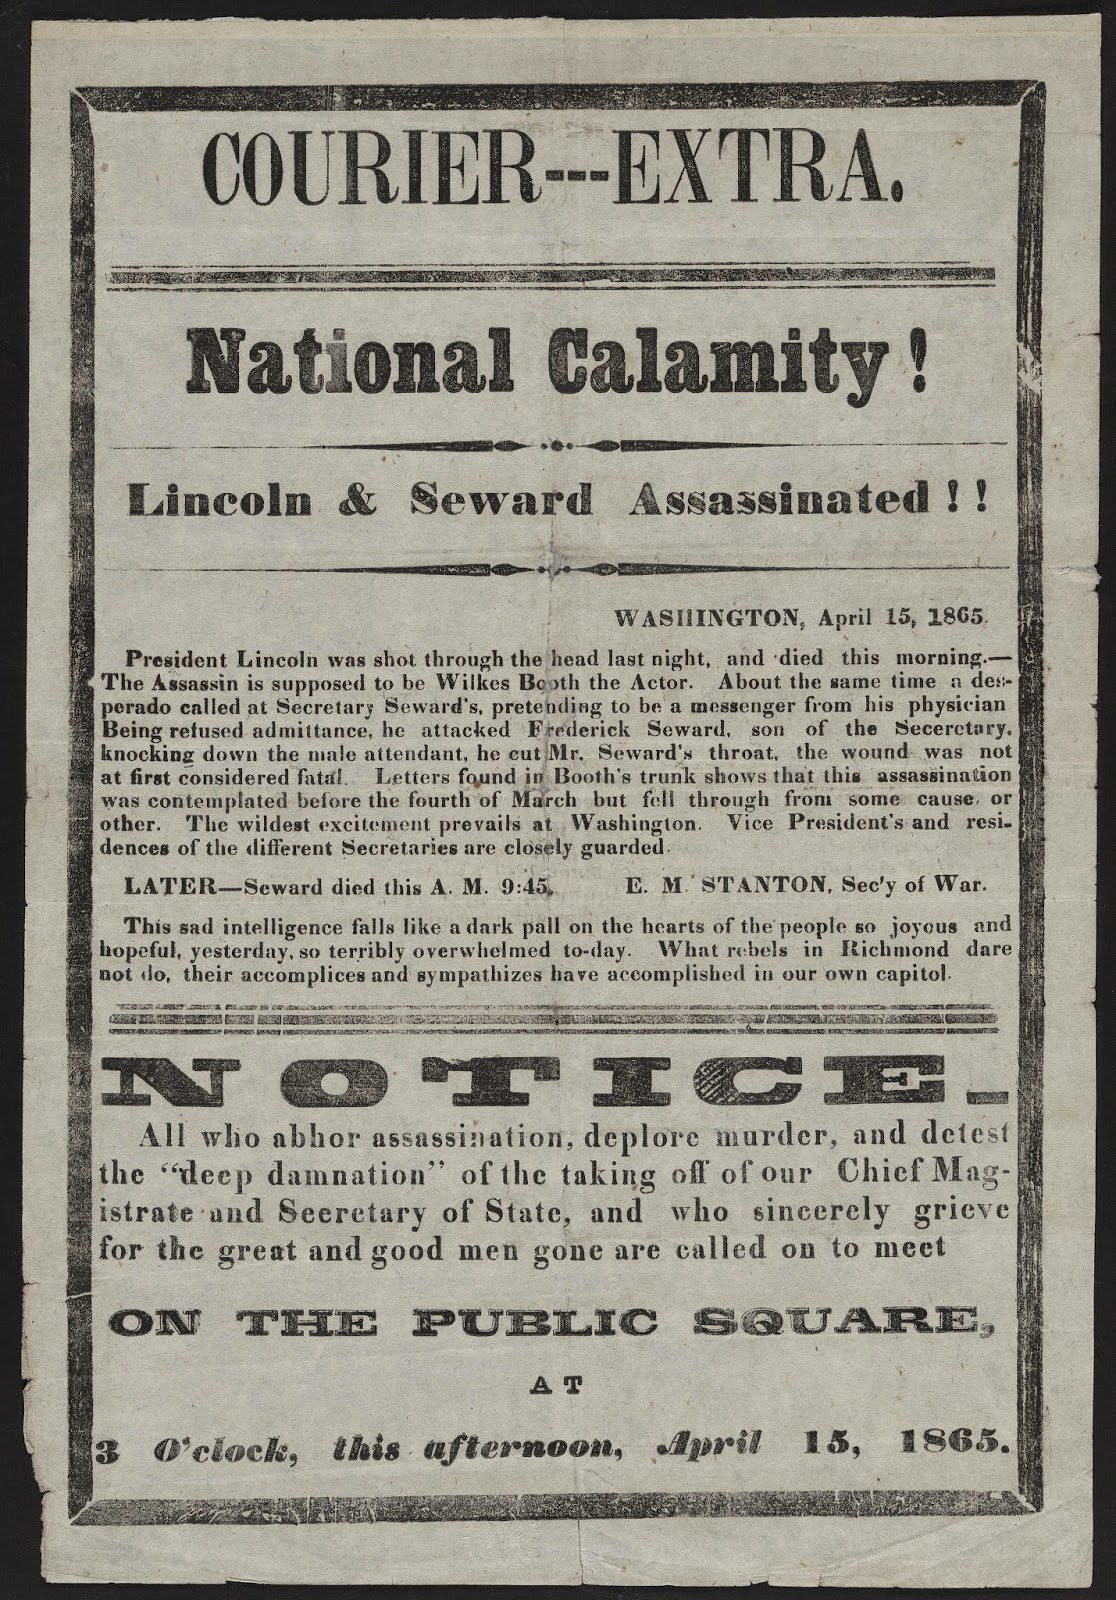 COURIER---EXTRA.
National Calamity!
Lincoln & Seward Assassinated!!
WASHINGTON, April 15, 1865.
President Lincoln was shot through the head last night, and died this morning.—
The Assassin is supposed to be Wilkes Booth the Actor. About the same time a des-
perado called at Secretary Seward's, pretending to be a messenger from his physician
Being refused admittance, he attacked Frederick Seward, son of the Seceretary,
knocking down the male attendant, he cut Mr. Seward's throat, the wound was not
at first considered fatal. Letters found in Booth's trunk shows that this assassination
was contemplated before the fourth of March but fell through from some cause or
other. The wildest excitement prevails at Washington. Vice President's and resi-
dences of the different Secretaries are closely guarded.
LATER—Seward died this A. M. 9:45. E. M. STANTON, Sec'y of War.
This sad intelligence falls like a dark pall on the hearts of the people so joyous and
hopeful, yesterday, so terribly overwhelmed to-day. What rebels in Richmond dare
not do, their accomplices and sympathizes have accomplished in our own capitol.
NOTICE.
All who abhor assassination, deplore murder, and detest
the "deep damnation" of the taking off of our Chief Mag-
istrate and Seeretary of State, and who sincerely grieve
for the great and good men gone are called on to meet
ON THE PUBLIC SQUARE,
AT
3 O'clock, this afternoon, April 15, 1865.